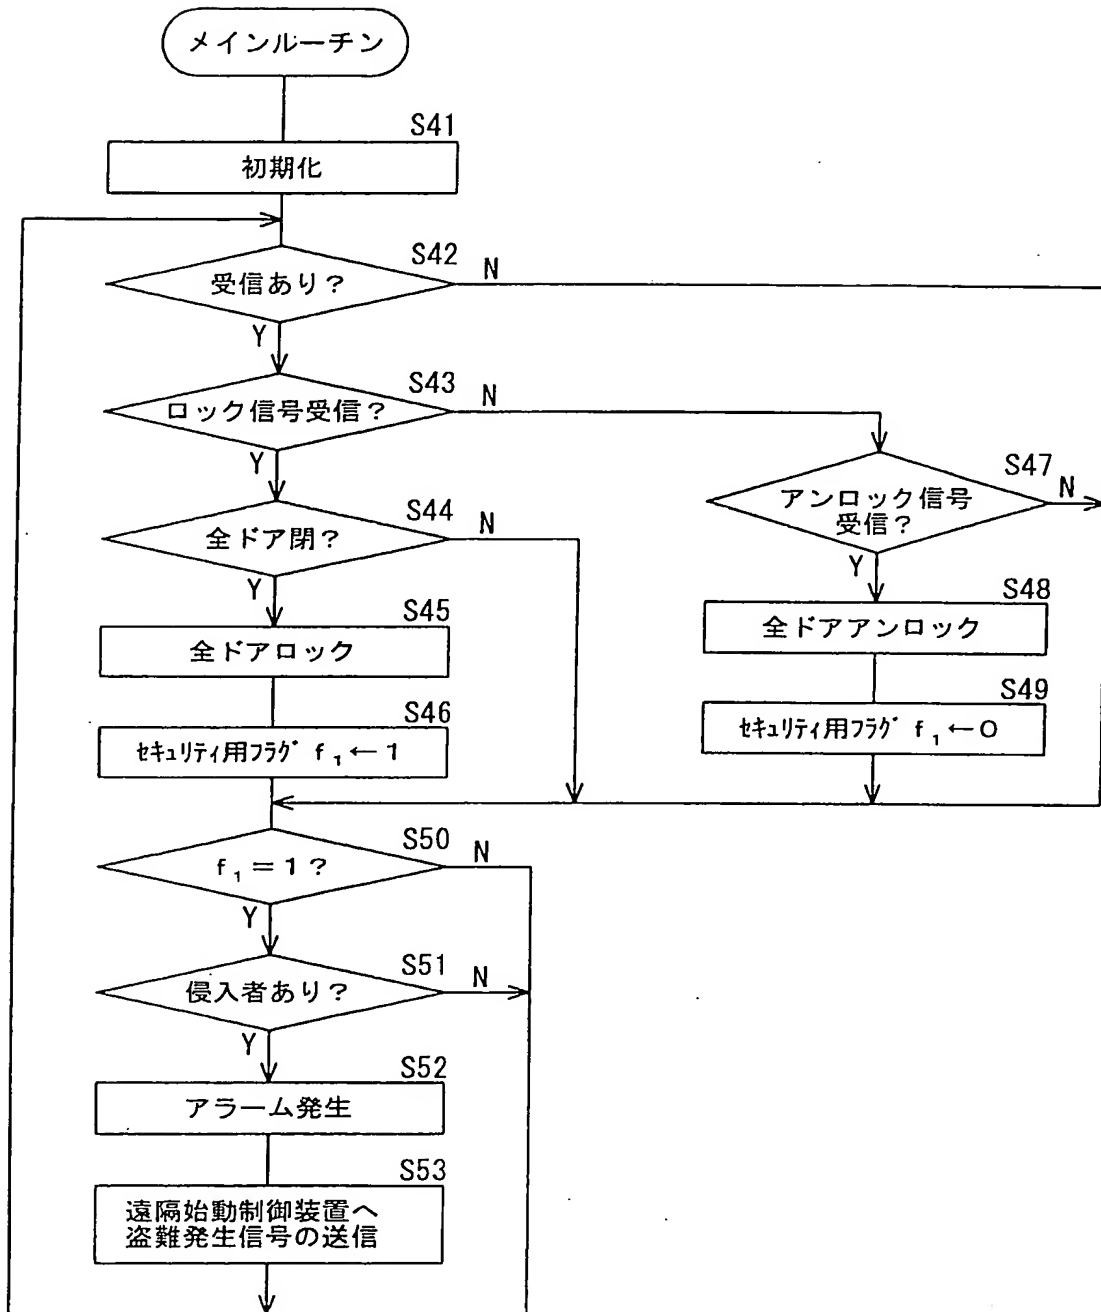 メインルーチン
S41
初期化
S42
受信あり?
N
Y
S43
ロック信号受信?
N
Y
S47
アンロック信号
受信?
N
Y
S44
全ドア閉?
N
Y
S48
全ドアアンロック
S45
全ドアロック
S49
セキュリティ用フラグ f₁←0
S46
セキュリティ用フラグ f₁←1
S50
f₁=1?
N
Y
S51
侵入者あり?
N
Y
S52
アラーム発生
S53
遠隔始動制御装置へ
盗難発生信号の送信